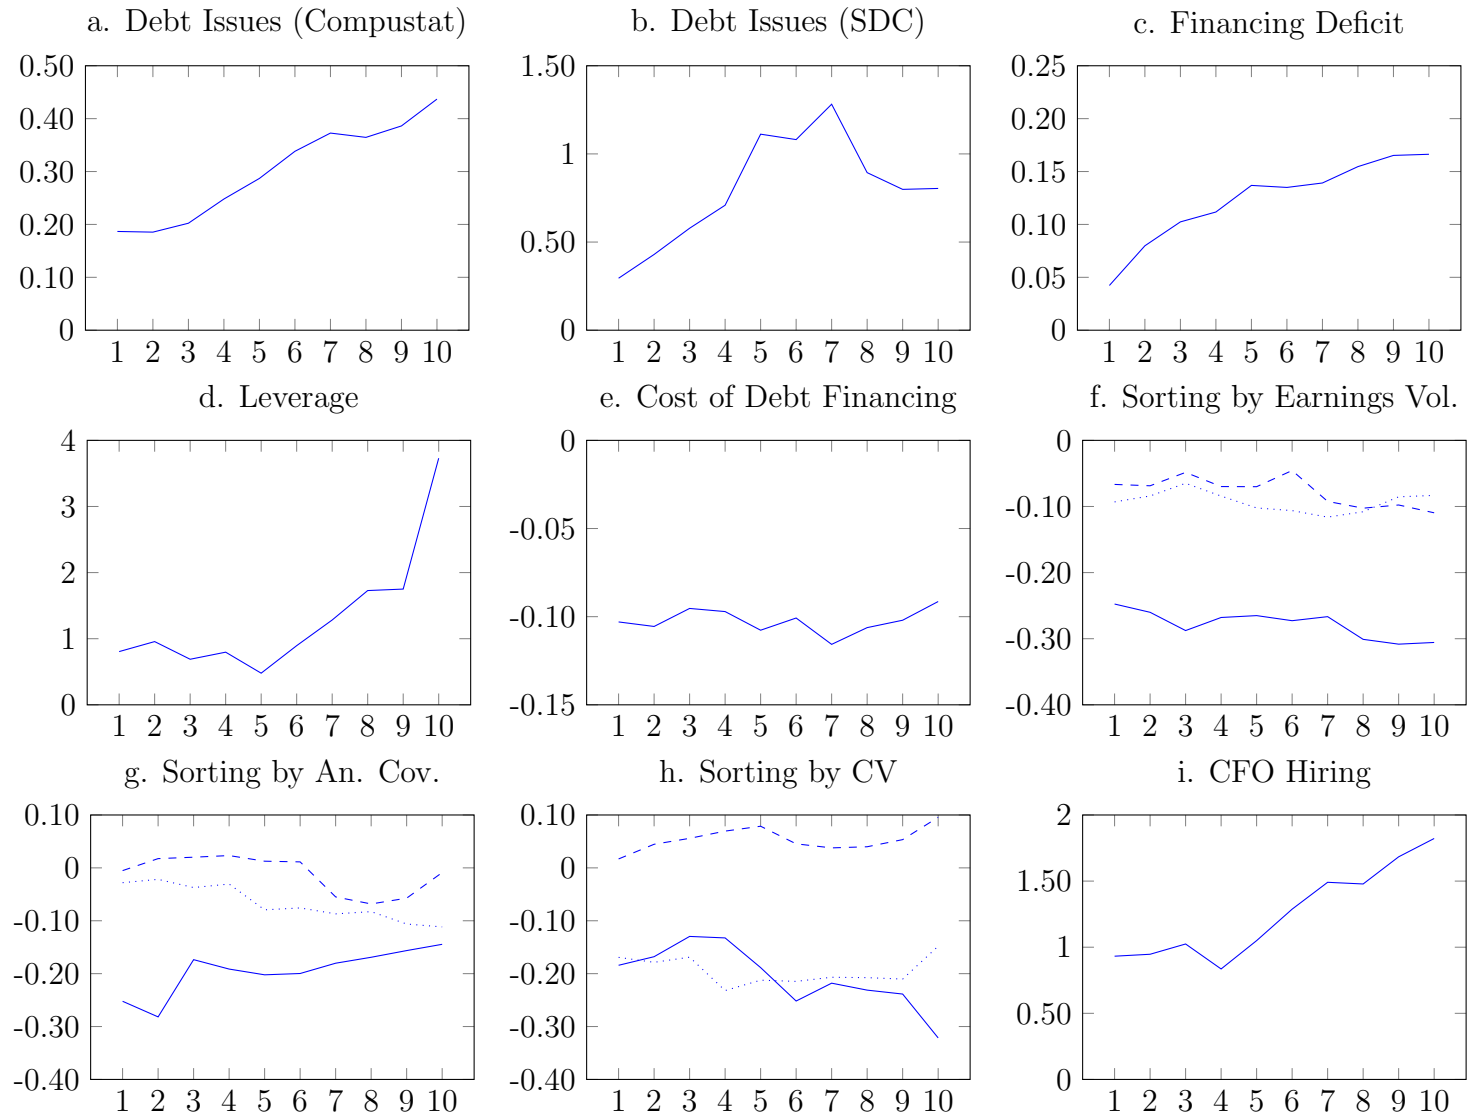 a. Debt Issues (Compustat)
0.50
0.40
0.30
0.20
0.10
0
1 2 3 4 5 6 7 8 9 10
b. Debt Issues (SDC)
1.50
1
0.50
0
1 2 3 4 5 6 7 8 9 10
c. Financing Deficit
0.25
0.20
0.15
0.10
0.05
0
1 2 3 4 5 6 7 8 9 10
d. Leverage
4
3
2
1
0
1 2 3 4 5 6 7 8 9 10
e. Cost of Debt Financing
0
-0.05
-0.10
-0.15
1 2 3 4 5 6 7 8 9 10
f. Sorting by Earnings Vol.
0
-0.10
-0.20
-0.30
-0.40
1 2 3 4 5 6 7 8 9 10
g. Sorting by An. Cov.
0.10
0
-0.10
-0.20
-0.30
-0.40
1 2 3 4 5 6 7 8 9 10
h. Sorting by CV
0.10
0
-0.10
-0.20
-0.30
-0.40
1 2 3 4 5 6 7 8 9 10
i. CFO Hiring
2
1.50
1
0.50
0
1 2 3 4 5 6 7 8 9 10